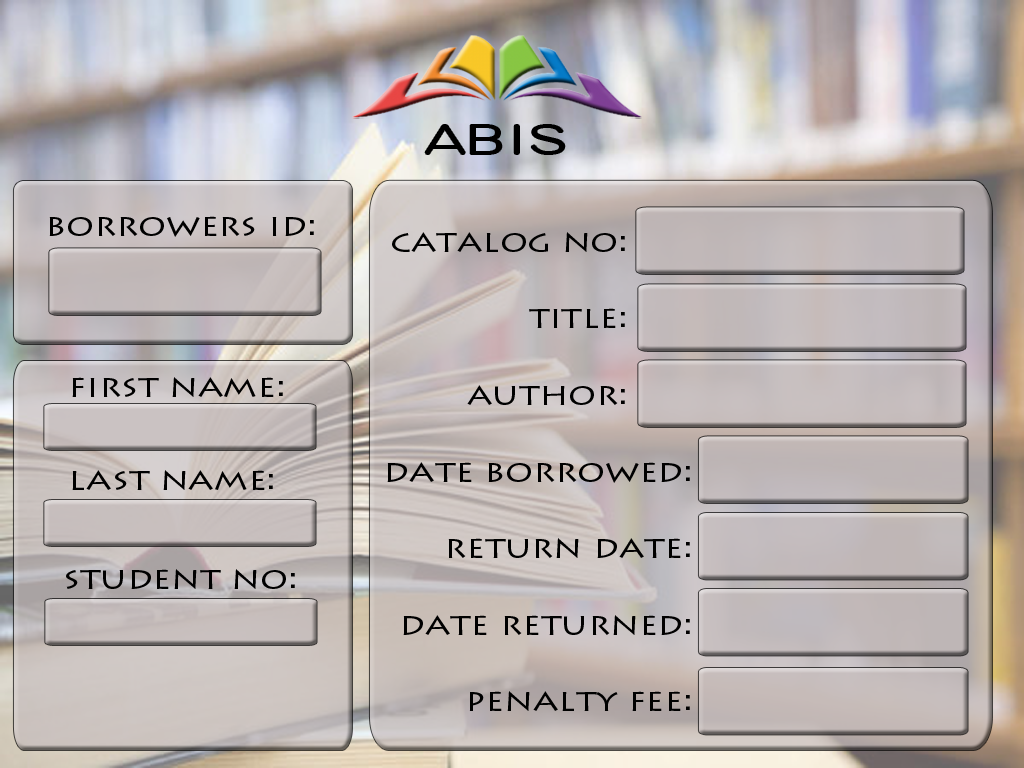 ABIS
BORROWERS ID:
FIRST NAME:
LAST NAME:
STUDENT NO:
CATALOG NO:
TITLE:
AUTHOR:
DATE BORROWED:
RETURN DATE:
DATE RETURNED:
PENALTY FEE: